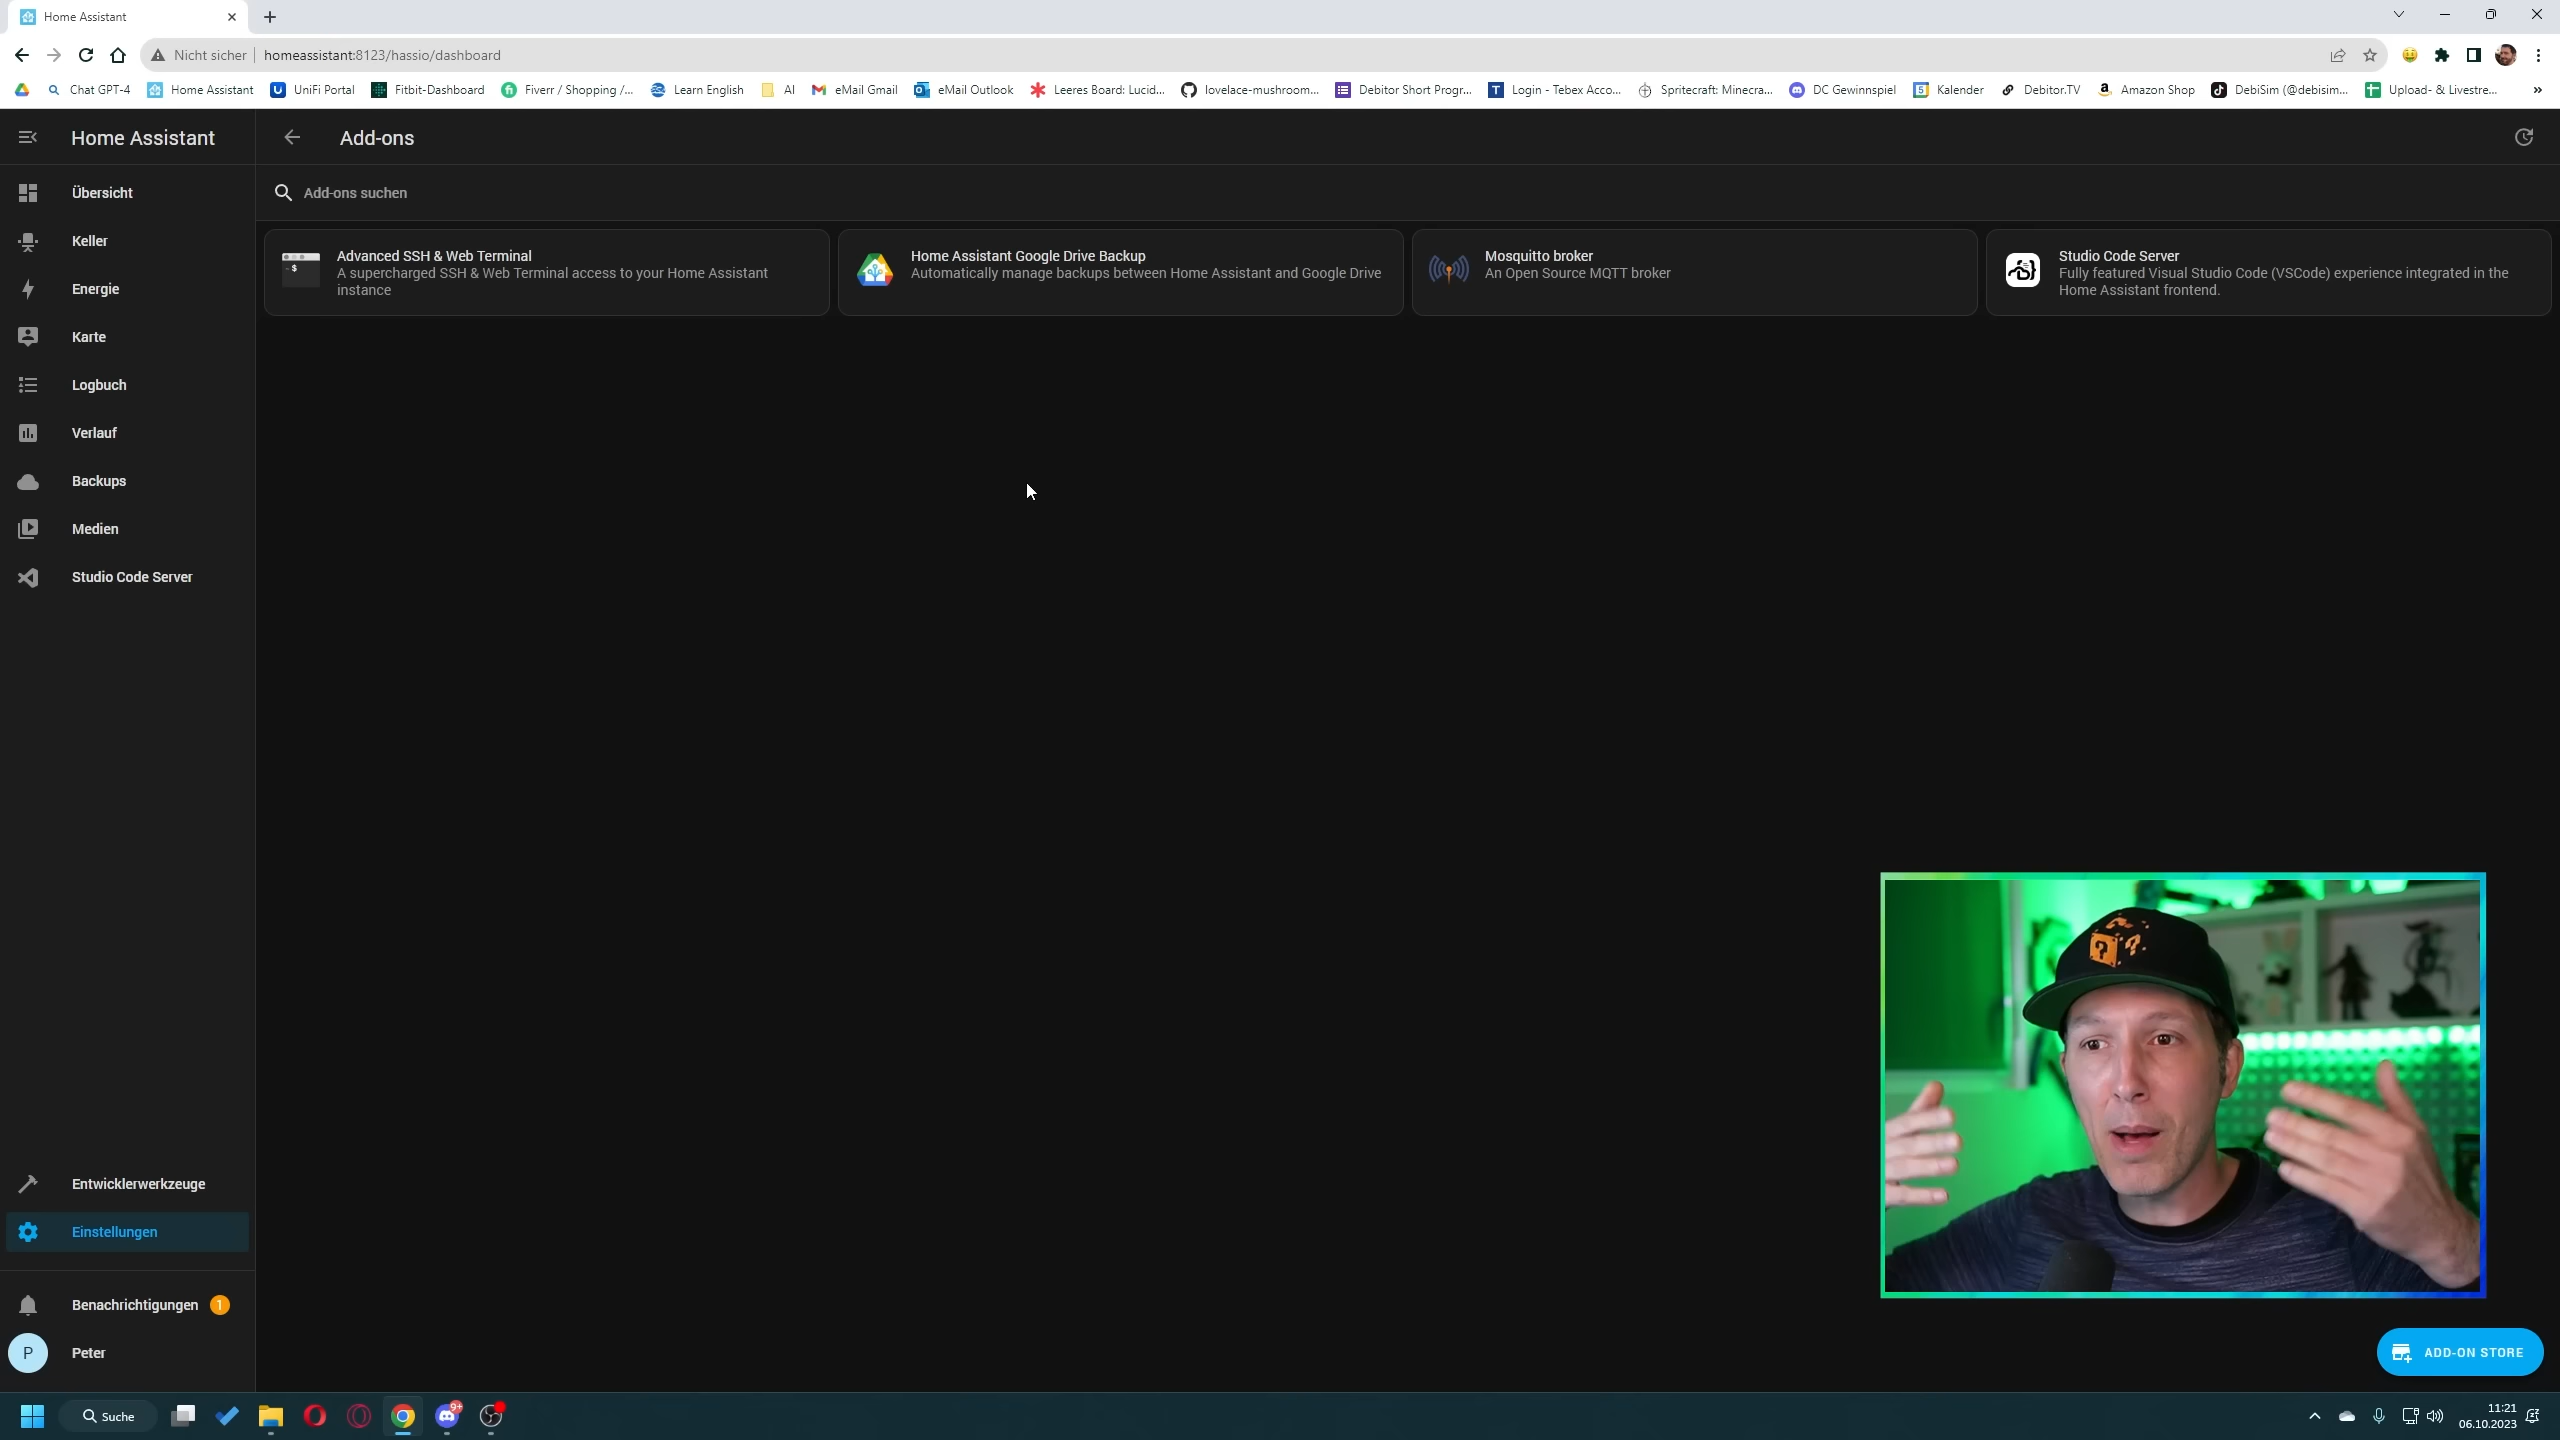 Home Assistant
Nicht sicher homeassistant:8123/hassio/dashboard
Chat GPT-4 Home Assistant UniFi Portal Fitbit-Dashboard Fiverr / Shopping /... Learn English AI eMail Gmail eMail Outlook Leeres Board: Lucid... lovelace-mushroom... Debitor Short Progr... Login - Tebex Acco... Spritecraft: Minecra... DC Gewinnspiel Kalender Debitor.TV Amazon Shop DebiSim (@debisim... Upload- & Livestre... »
Home Assistant
Add-ons
Add-ons suchen
Übersicht
Keller
Energie
Karte
Logbuch
Verlauf
Backups
Medien
Studio Code Server
Advanced SSH & Web Terminal
A supercharged SSH & Web Terminal access to your Home Assistant
instance
Home Assistant Google Drive Backup
Automatically manage backups between Home Assistant and Google Drive
Mosquitto broker
An Open Source MQTT broker
Studio Code Server
Fully featured Visual Studio Code (VSCode) experience integrated in the
Home Assistant frontend.
Entwicklerwerkzeuge
Einstellungen
Benachrichtigungen 1
P Peter
ADD-ON STORE
Suche
9+
11:21
06.10.2023